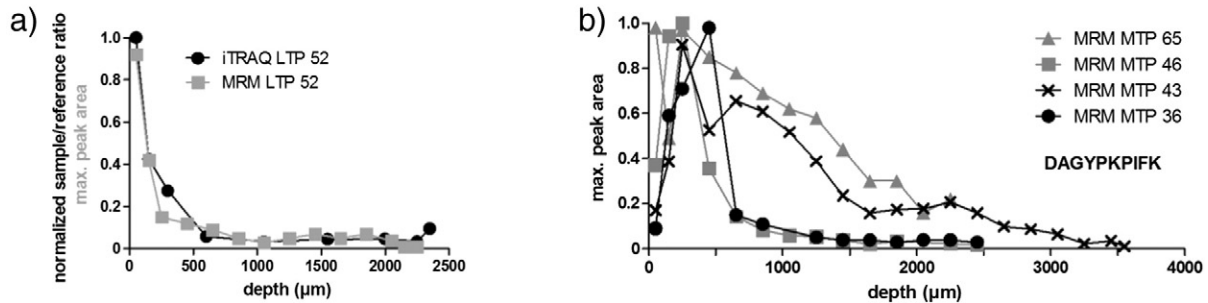 a)
normalized sample/reference ratio
max. peak area
1.0
0.8
0.6
0.4
0.2
0
0 500 1000 1500 2000 2500
depth (µm)
iTRAQ LTP 52
MRM LTP 52
b)
max. peak area
1.0
0.8
0.6
0.4
0.2
0
0 1000 2000 3000 4000
depth (µm)
MRM MTP 65
MRM MTP 46
MRM MTP 43
MRM MTP 36
DAGYPKPIFK